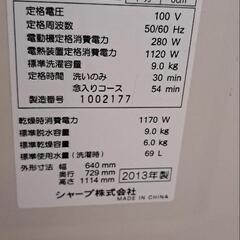 定格電圧 100 V
定格周波数 50/60 Hz
電動機定格消費電力 280 W
電熱装置定格消費電力 1120 W
標準洗濯容量 9.0 kg
定格時間 洗いのみ 30 min
念入りコース 54 min
製造番号 1002177
乾燥時消費電力 1170 W
標準脱水容量 9.0 kg
標準乾燥容量 6.0 kg
標準使用水量(洗濯時) 69 L
外形寸法 幅 640 mm
奥行 729 mm
高さ 1114 mm
シャープ株式会社 2013年製